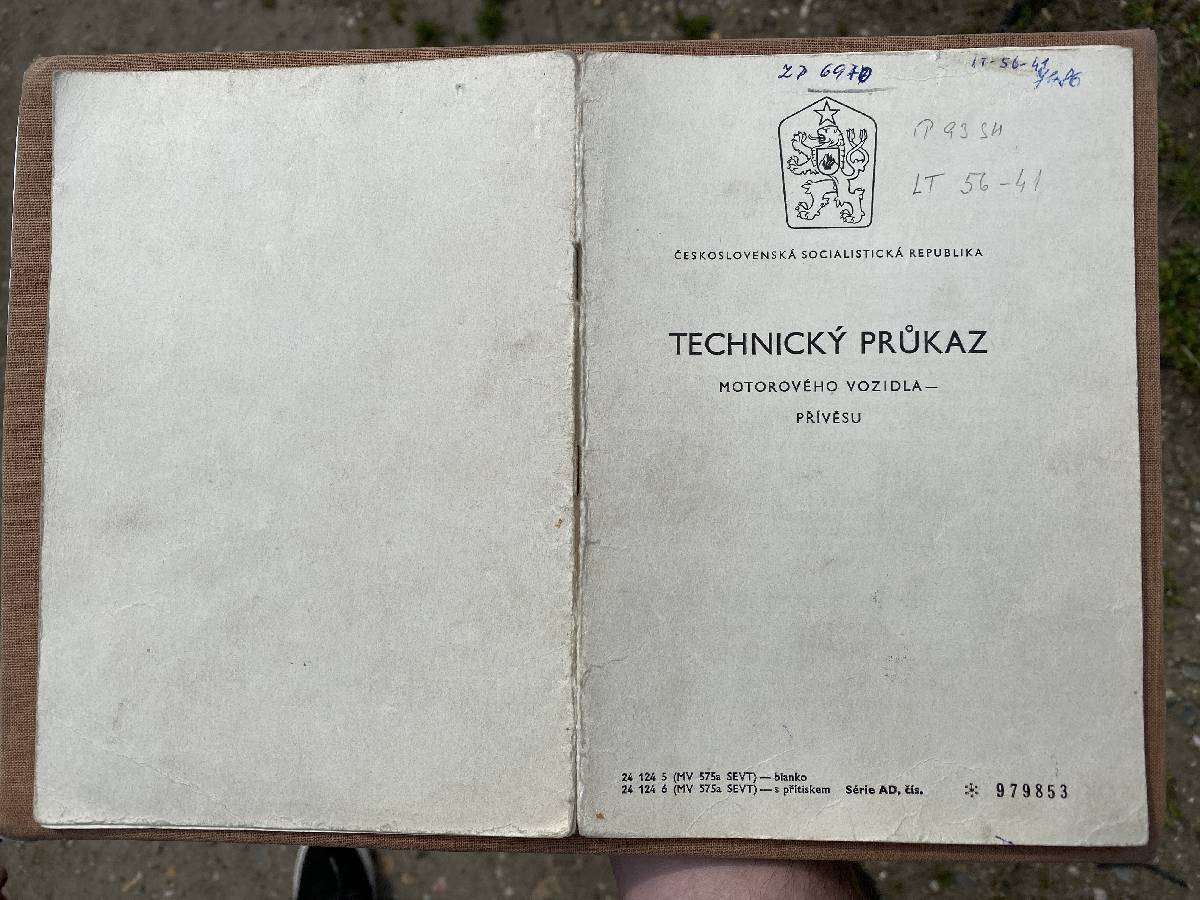 ZP 6970
LT-56-41
93 SH
LT 56-41
ČESKOSLOVENSKÁ SOCIALISTICKÁ REPUBLIKA
TECHNICKÝ PRŮKAZ
MOTOROVÉHO VOZIDLA —
PŘÍVĚSU
24 124 5 (MV 575a SEVT) — blanko
24 124 6 (MV 575a SEVT) — s přítiskem Série AD, čís. 979853